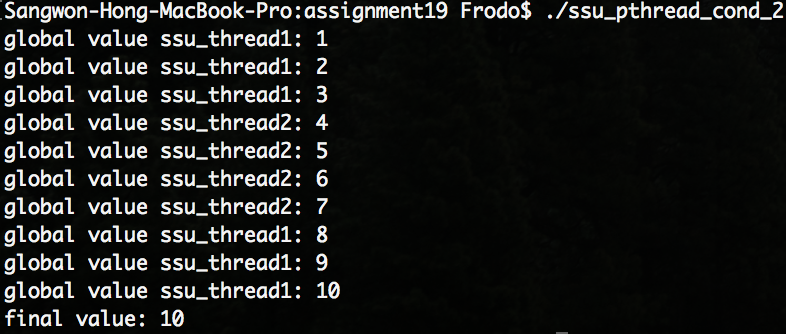 Sangwon-Hong-MacBook-Pro:assignment19 Frodo$ ./ssu_pthread_cond_2
global value ssu_thread1: 1
global value ssu_thread1: 2
global value ssu_thread1: 3
global value ssu_thread2: 4
global value ssu_thread2: 5
global value ssu_thread2: 6
global value ssu_thread2: 7
global value ssu_thread1: 8
global value ssu_thread1: 9
global value ssu_thread1: 10
final value: 10